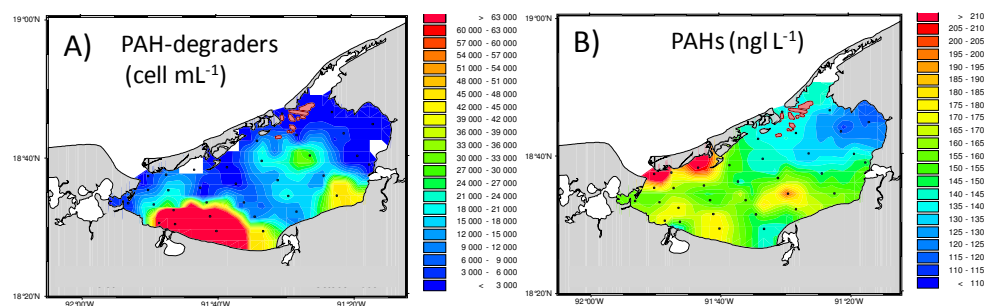 A) PAH-degraders
(cell mL-1)
19°00'N
18°40'N
18°20'N
92°00'W 91°40'W 91°20'W
> 63 000
60 000 - 63 000
57 000 - 60 000
54 000 - 57 000
51 000 - 54 000
48 000 - 51 000
45 000 - 48 000
42 000 - 45 000
39 000 - 42 000
36 000 - 39 000
33 000 - 36 000
30 000 - 33 000
27 000 - 30 000
24 000 - 27 000
21 000 - 24 000
18 000 - 21 000
15 000 - 18 000
12 000 - 15 000
9 000 - 12 000
6 000 - 9 000
3 000 - 6 000
< 3 000
B) PAHs (ngl L-1)
19°00'N
18°40'N
18°20'N
92°00'W 91°40'W 91°20'W
> 210
205 - 210
200 - 205
195 - 200
190 - 195
185 - 190
180 - 185
175 - 180
170 - 175
165 - 170
160 - 165
155 - 160
150 - 155
145 - 150
140 - 145
135 - 140
130 - 135
125 - 130
120 - 125
115 - 120
110 - 115
< 110